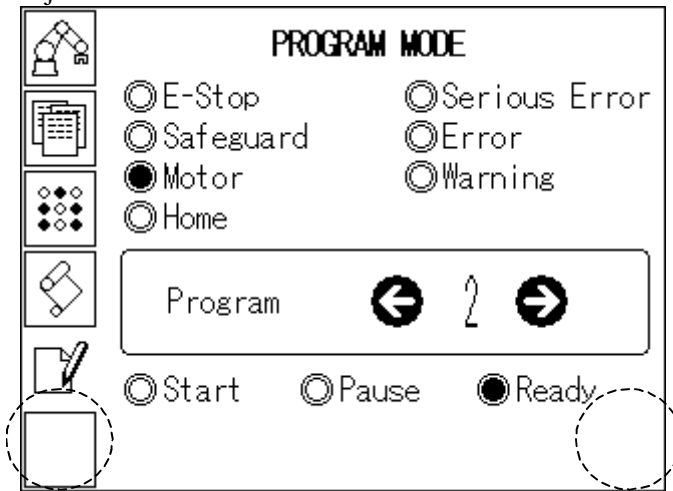 PROGRAM MODE
E-Stop Serious Error
Safeguard Error
Motor Warning
Home
Program 2
Start Pause Ready